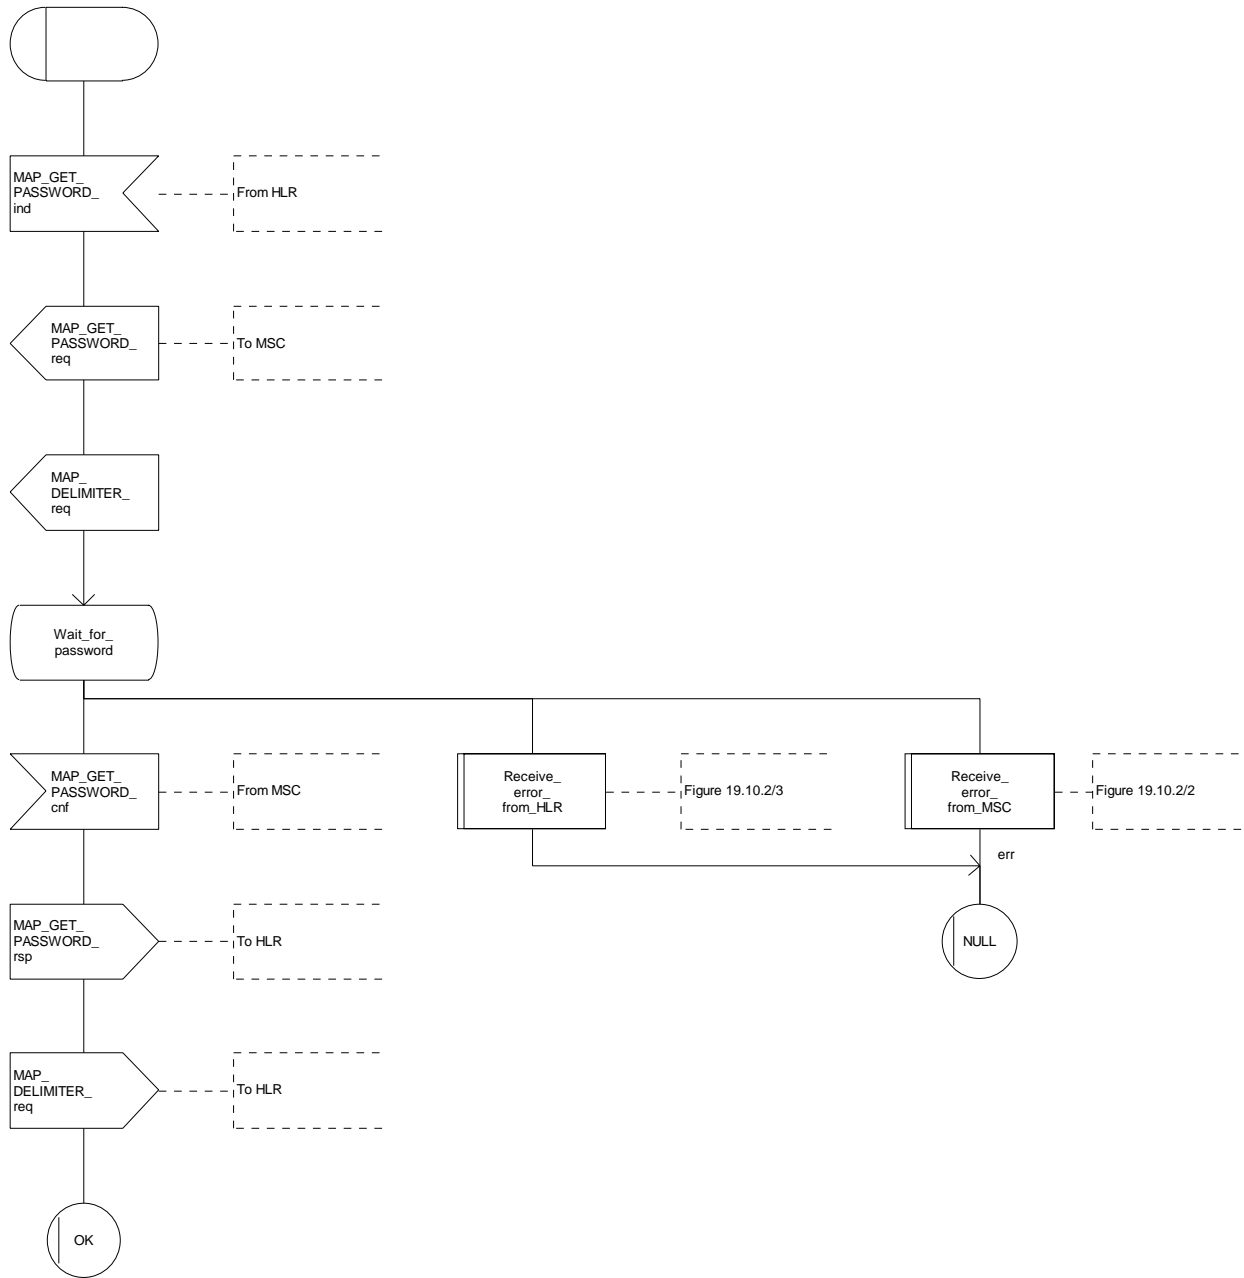 MAP_GET_
PASSWORD_
ind
From HLR
MAP_GET_
PASSWORD_
req
To MSC
MAP_
DELIMITER_
req
Wait_for_
password
MAP_GET_
PASSWORD_
cnf
From MSC
Receive_
error_
from_HLR
Figure 19.10.2/3
Receive_
error_
from_MSC
Figure 19.10.2/2
err
MAP_GET_
PASSWORD_
rsp
To HLR
NULL
MAP_
DELIMITER_
req
To HLR
OK